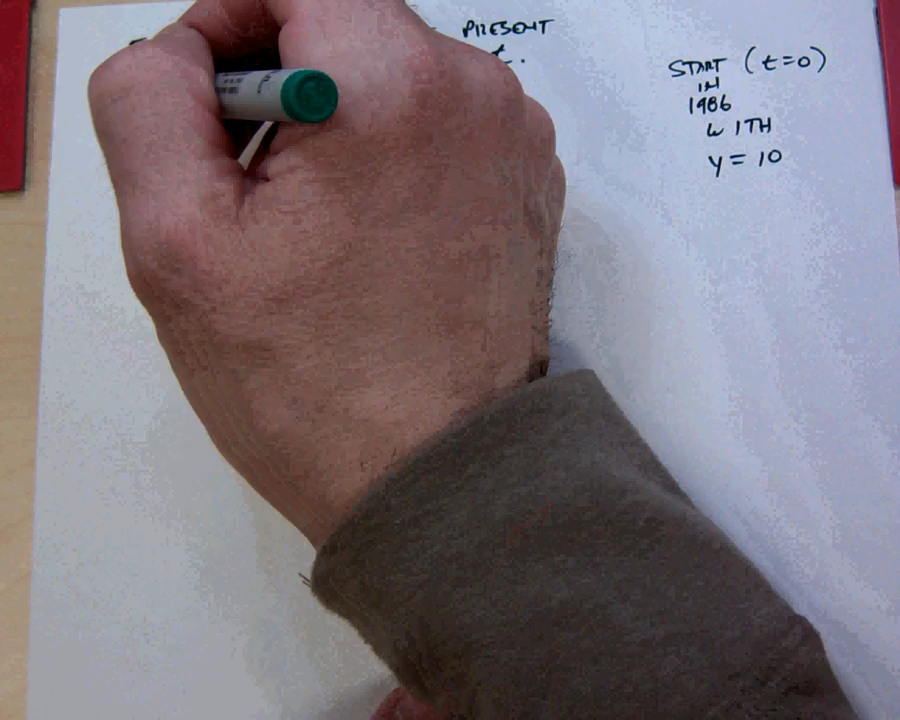 PRESENT
t.
START (t=0)
IN
1986
WITH
y = 10